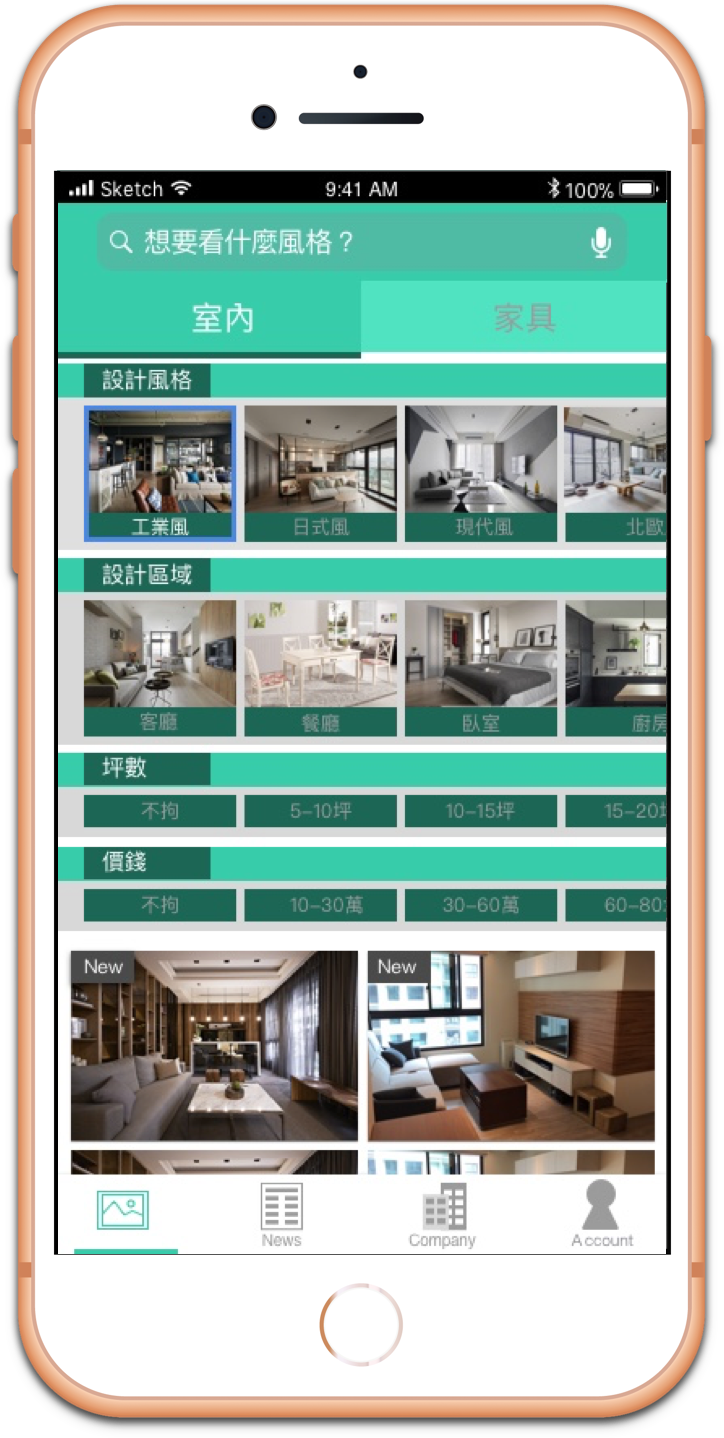 Sketch 9:41 AM 100%
想要看什麼風格？
室內 家具
設計風格
工業風 日式風 現代風 北歐
設計區域
客廳 餐廳 臥室 廚房
坪數
不拘 5–10坪 10–15坪 15–20
價錢
不拘 10–30萬 30–60萬 60–80
New New
News Company Account